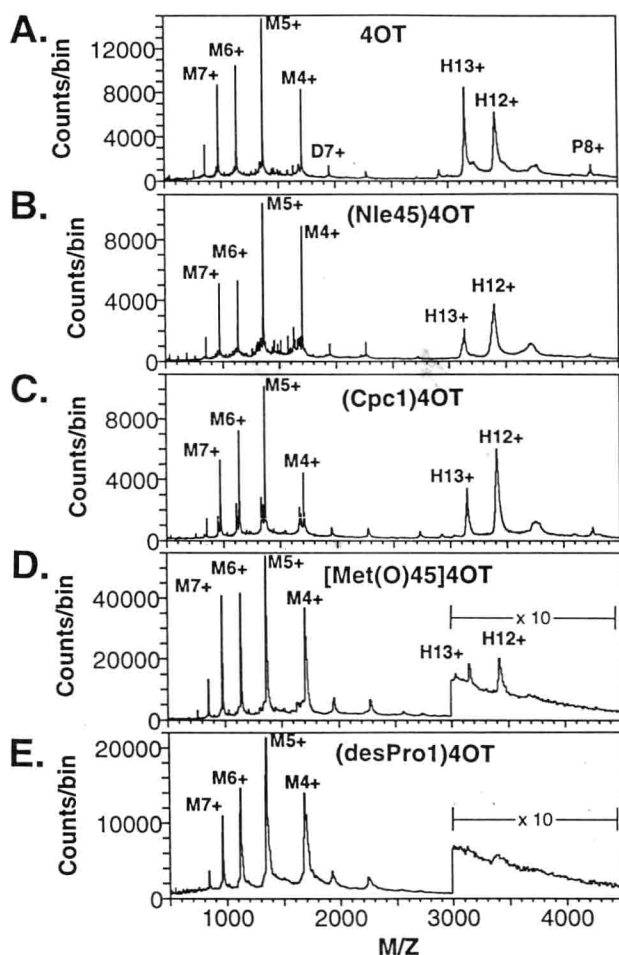 A.
4OT
Counts/bin
12000
8000
4000
0
M7+
M6+
M5+
M4+
D7+
H13+
H12+
P8+
B.
(Nle45)4OT
Counts/bin
8000
4000
0
M7+
M6+
M5+
M4+
H13+
H12+
C.
(Cpc1)4OT
Counts/bin
8000
4000
0
M7+
M6+
M5+
M4+
H13+
H12+
D.
[Met(O)45]4OT
Counts/bin
40000
20000
0
M7+
M6+
M5+
M4+
x 10
H13+
H12+
E.
(desPro1)4OT
Counts/bin
20000
10000
0
M7+
M6+
M5+
M4+
x 10
1000 2000 3000 4000
M/Z